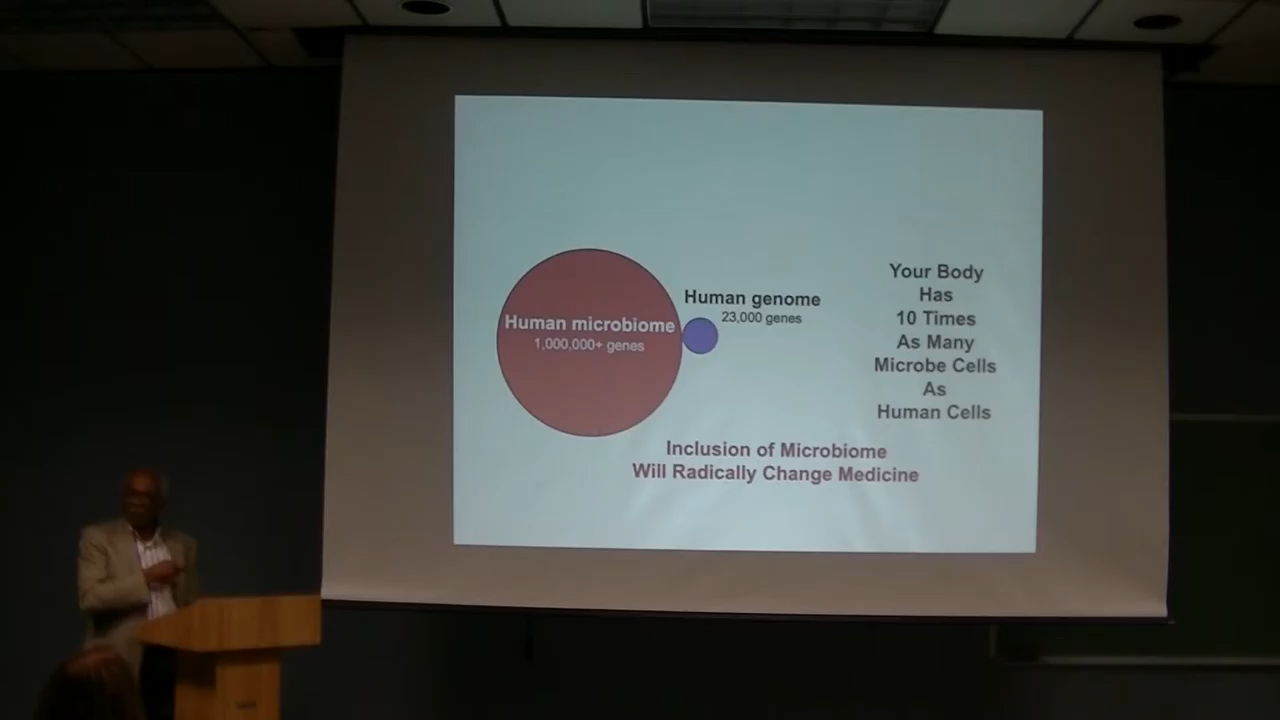 Human microbiome
1,000,000+ genes
Human genome
23,000 genes
Your Body
Has
10 Times
As Many
Microbe Cells
As
Human Cells
Inclusion of Microbiome
Will Radically Change Medicine